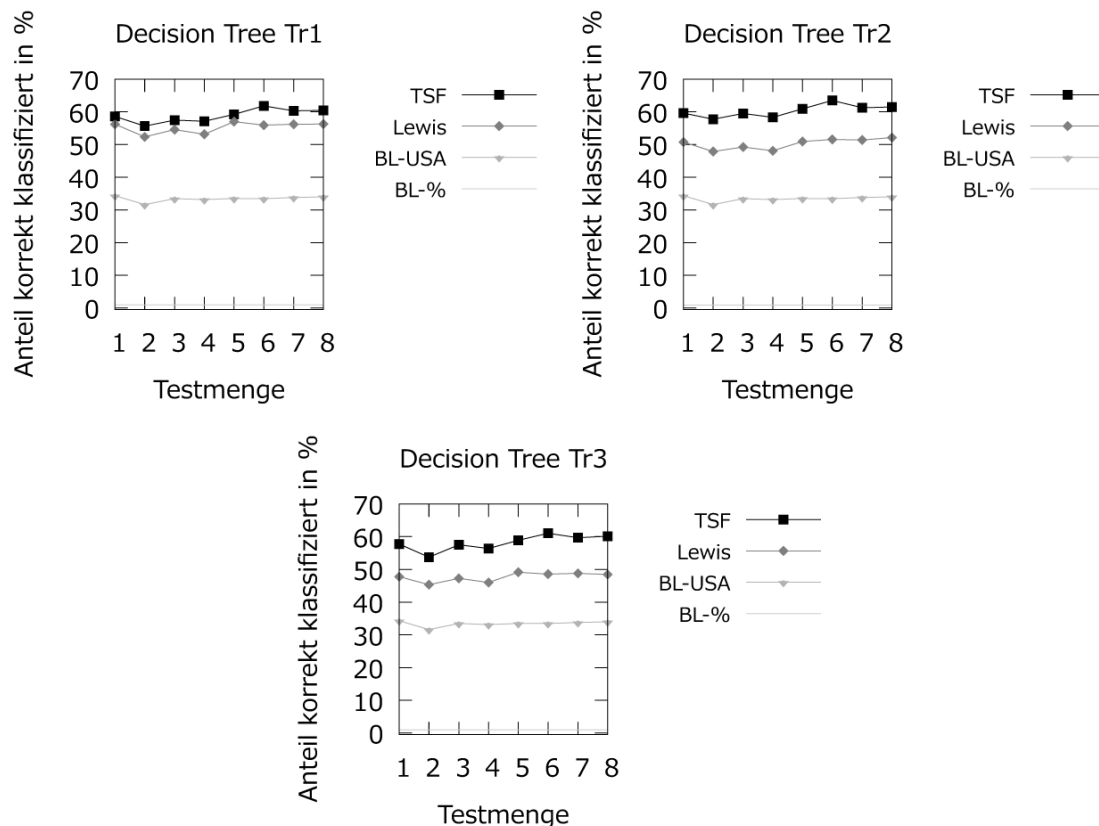 Decision Tree Tr1
Anteil korrekt klassifiziert in %
70
60
50
40
30
20
10
0
1 2 3 4 5 6 7 8
Testmenge
TSF
Lewis
BL-USA
BL-%
Decision Tree Tr2
Anteil korrekt klassifiziert in %
70
60
50
40
30
20
10
0
1 2 3 4 5 6 7 8
Testmenge
TSF
Lewis
BL-USA
BL-%
Decision Tree Tr3
Anteil korrekt klassifiziert in %
70
60
50
40
30
20
10
0
1 2 3 4 5 6 7 8
Testmenge
TSF
Lewis
BL-USA
BL-%